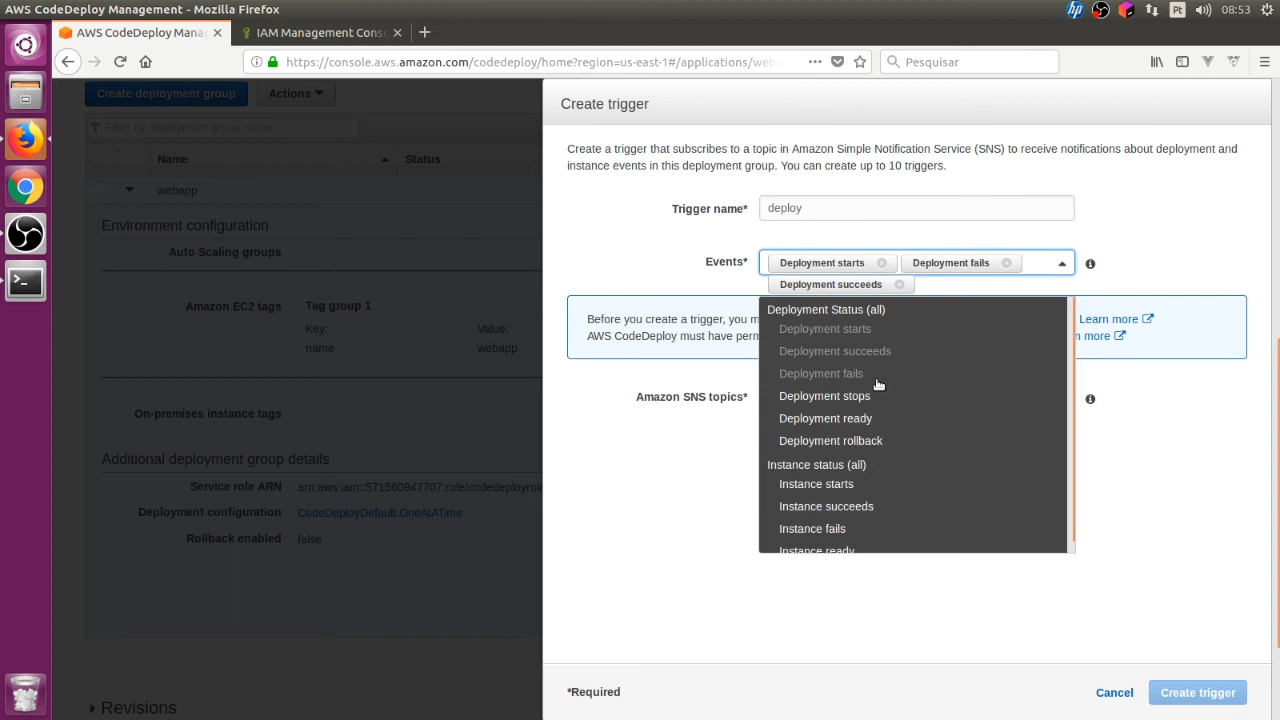 AWS CodeDeploy Management - Mozilla Firefox
Pt
08:53
AWS CodeDeploy Mana
IAM Management Conso
https://console.aws.amazon.com/codedeploy/home?region=us-east-1#/applications/web
Pesquisar
Create deployment group
Actions
Filter by deployment group name
Name
Status
webapp
Environment configuration
Auto Scaling groups
Amazon EC2 tags
Tag group 1
Key:
Value:
name
webapp
On-premises instance tags
Additional deployment group details
Service role ARN
arn:aws:iam::571560947707:role/codedeployrole
Deployment configuration
CodeDeployDefault.OneAtATime
Rollback enabled
false
Revisions
Create trigger
Create a trigger that subscribes to a topic in Amazon Simple Notification Service (SNS) to receive notifications about deployment and
instance events in this deployment group. You can create up to 10 triggers.
Trigger name*
deploy
Events*
Deployment starts
Deployment fails
Deployment succeeds
Before you create a trigger, you m
Learn more
AWS CodeDeploy must have perm
n more
Deployment Status (all)
Deployment starts
Deployment succeeds
Deployment fails
Deployment stops
Deployment ready
Deployment rollback
Instance status (all)
Instance starts
Instance succeeds
Instance fails
Instance ready
Amazon SNS topics*
*Required
Cancel
Create trigger